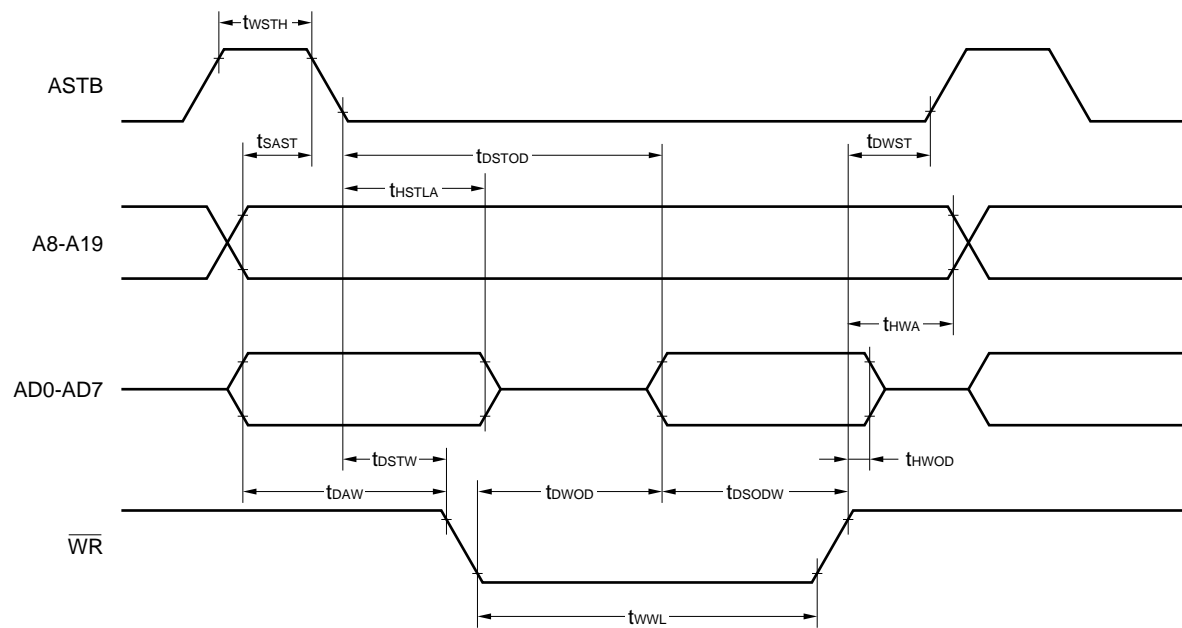 tWSTH
ASTB
tSAST
tDSTOD
tDWST
tHSTLA
A8-A19
tHWA
AD0-AD7
tDSTW
tHWOD
tDAW
tDWOD
tDSODW
WR
tWWL